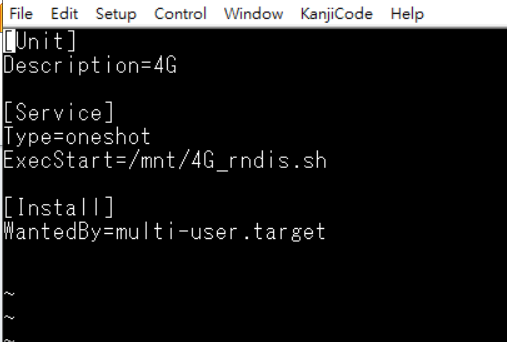 File Edit Setup Control Window KanjiCode Help
[Unit]
Description=4G
[Service]
Type=oneshot
ExecStart=/mnt/4G_rndis.sh
[Install]
WantedBy=multi-user.target
~
~
~